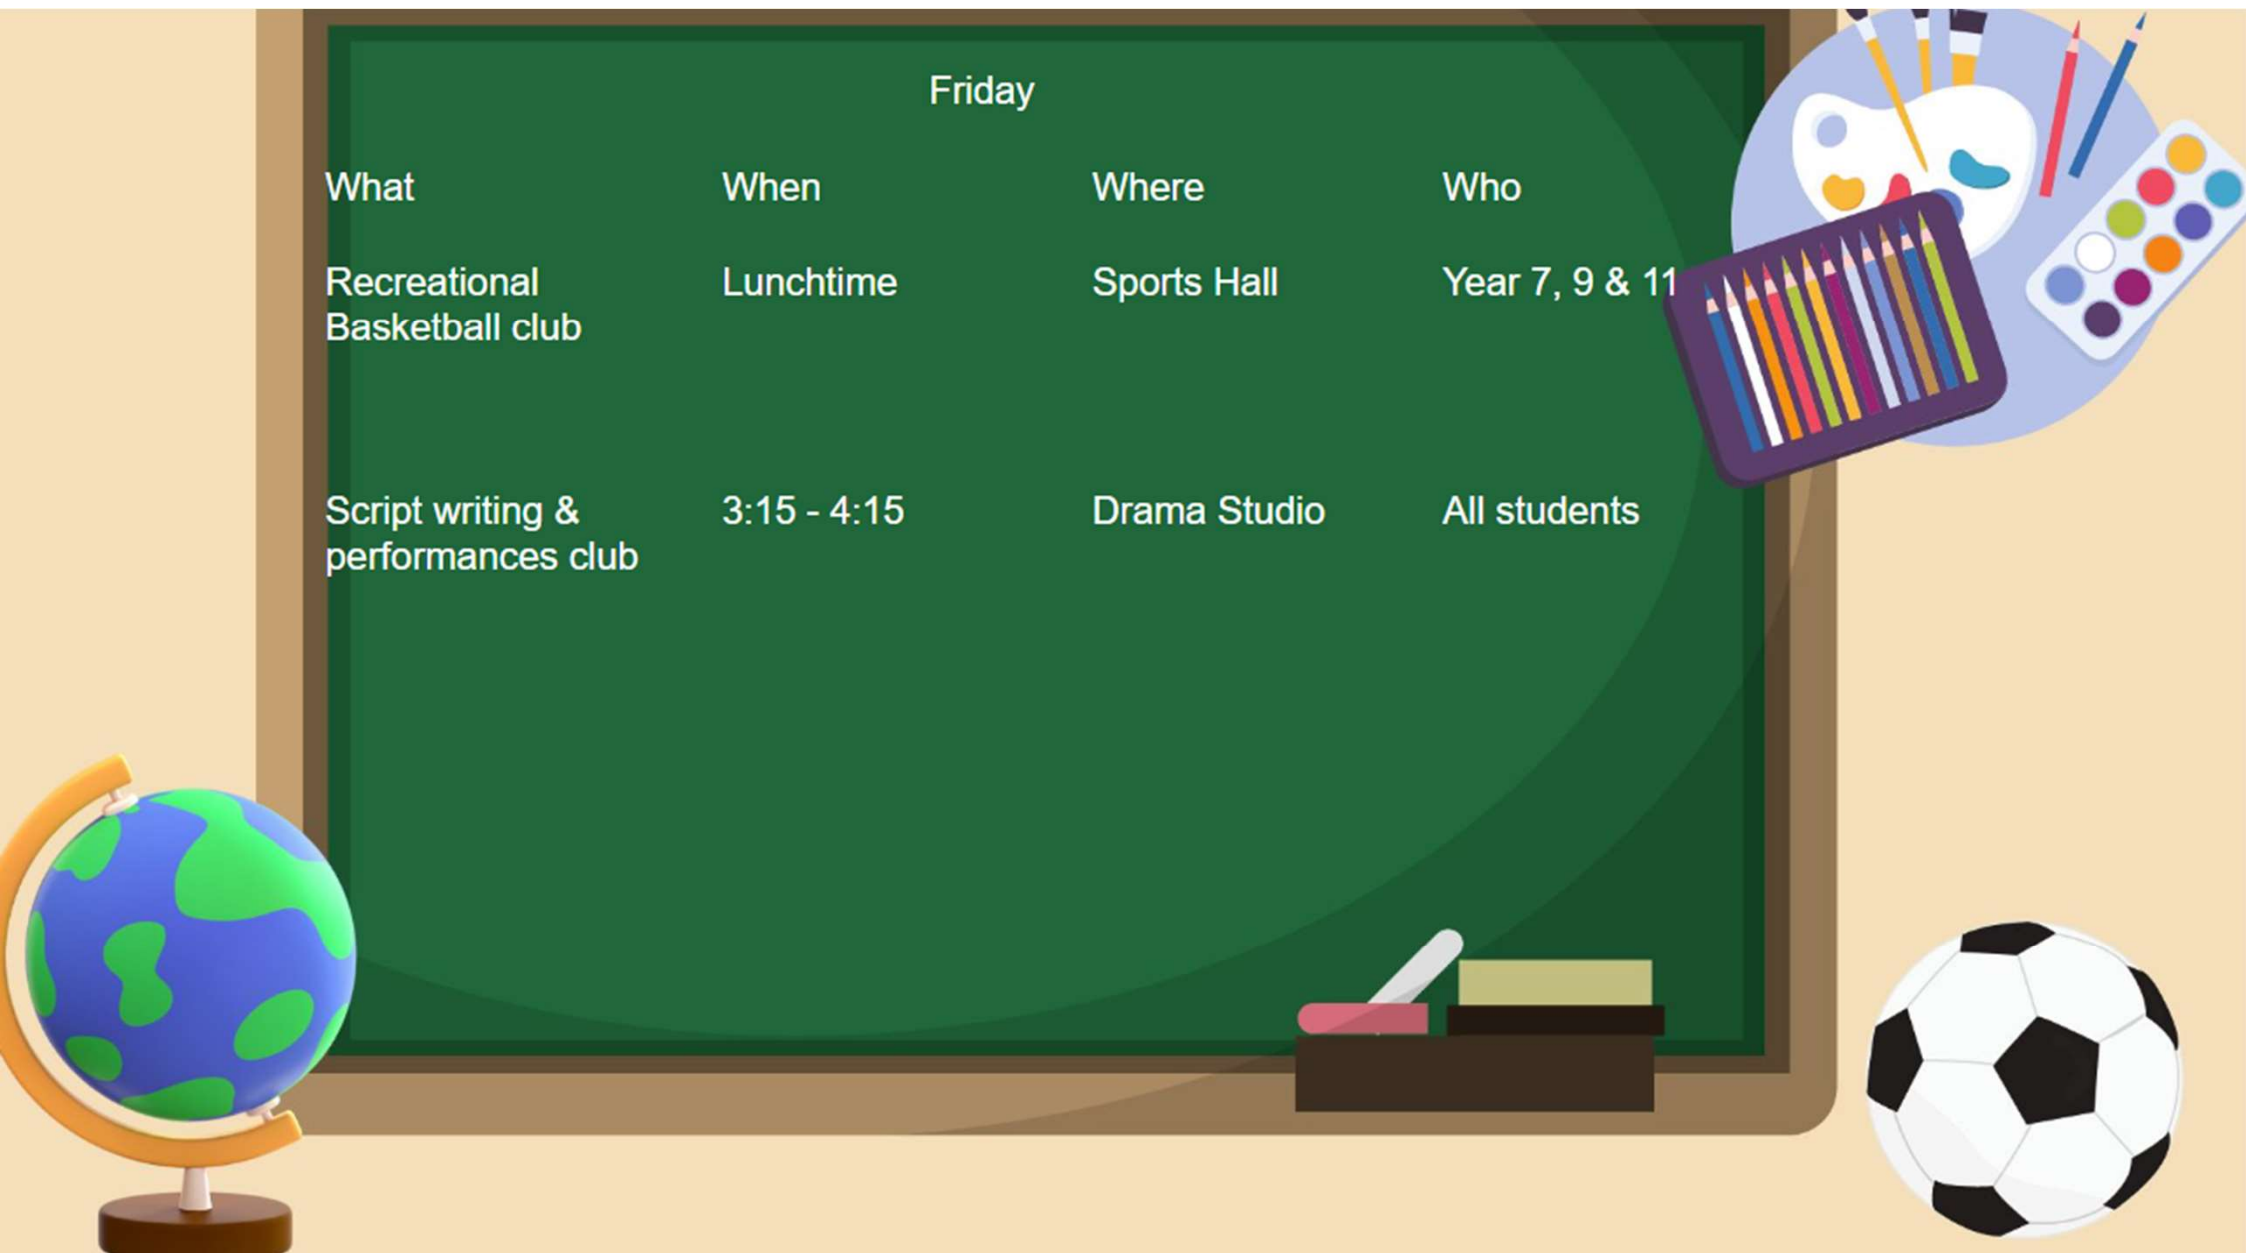 Friday
What When Where Who
Recreational Lunchtime Sports Hall Year 7, 9 & 11
Basketball club
Script writing & 3:15 - 4:15 Drama Studio All students
performances club